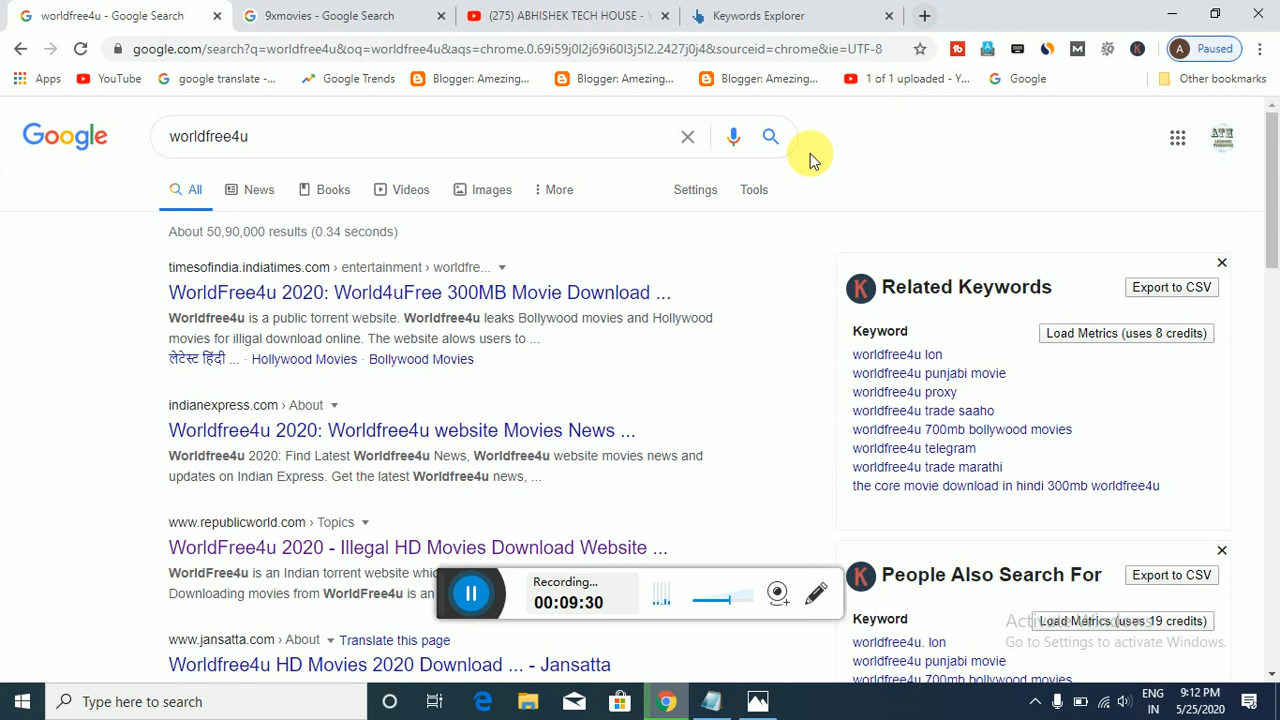 worldfree4u - Google Search
9xmovies - Google Search
(275) ABHISHEK TECH HOUSE - Y
Keywords Explorer
google.com/search?q=worldfree4u&oq=worldfree4u&aqs=chrome.0.69i59j0l2j69i60l3j5l2.2427j0j4&sourceid=chrome&ie=UTF-8
A Paused
Apps
YouTube
google translate -...
Google Trends
Blogger: Amazing...
Blogger: Amazing...
Blogger: Amazing...
1 of 1 uploaded - Y...
Google
Other bookmarks
Google
worldfree4u
ATH
All
News
Books
Videos
Images
More
Settings
Tools
About 50,90,000 results (0.34 seconds)
timesofindia.indiatimes.com › entertainment › worldfre...
WorldFree4u 2020: World4uFree 300MB Movie Download ...
Worldfree4u is a public torrent website. Worldfree4u leaks Bollywood movies and Hollywood
movies for illigal download online. The website alows users to ...
लेटेस्ट हिंदी ... · Hollywood Movies · Bollywood Movies
indianexpress.com › About
Worldfree4u 2020: Worldfree4u website Movies News ...
Worldfree4u 2020: Find Latest Worldfree4u News, Worldfree4u website movies news and
updates on Indian Express. Get the latest Worldfree4u news, ...
www.republicworld.com › Topics
WorldFree4u 2020 - Illegal HD Movies Download Website ...
WorldFree4u is an Indian torrent website whi
Downloading movies from WorldFree4u is an
www.jansatta.com › About
Translate this page
Worldfree4u HD Movies 2020 Download ... - Jansatta
K Related Keywords
Export to CSV
Keyword
Load Metrics (uses 8 credits)
worldfree4u lon
worldfree4u punjabi movie
worldfree4u proxy
worldfree4u trade saaho
worldfree4u 700mb bollywood movies
worldfree4u telegram
worldfree4u trade marathi
the core movie download in hindi 300mb worldfree4u
K People Also Search For
Export to CSV
Keyword
Load Metrics (uses 19 credits)
worldfree4u. lon
worldfree4u punjabi movie
worldfree4u 700mb bollywood movies
Activate Windows
Go to Settings to activate Windows.
Recording...
00:09:30
Type here to search
ENG
IN
9:12 PM
5/25/2020